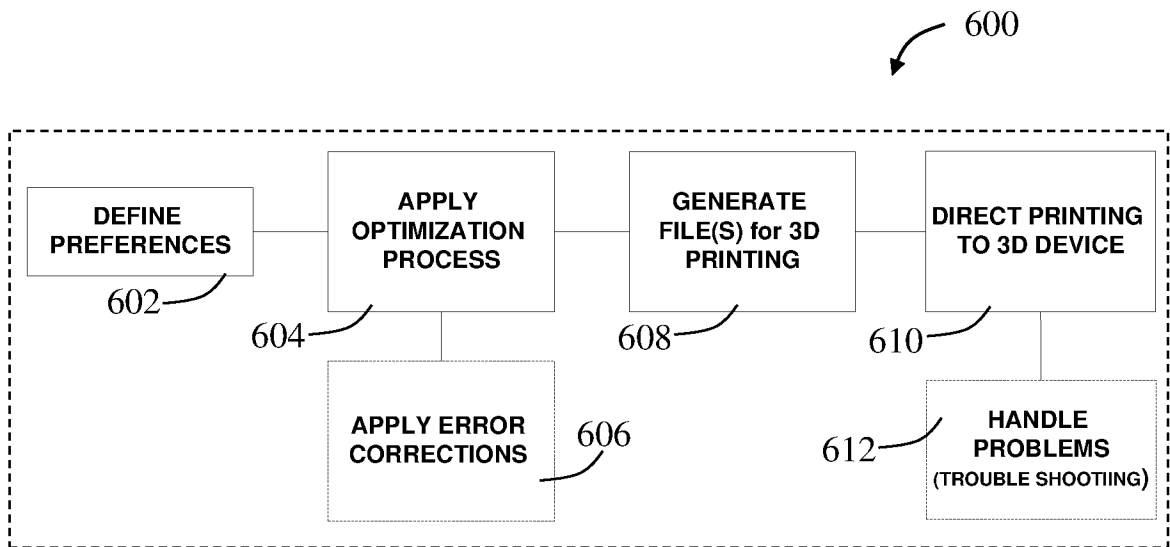 600
DEFINE
PREFERENCES
602
APPLY
OPTIMIZATION
PROCESS
604
GENERATE
FILE(S) for 3D
PRINTING
608
DIRECT PRINTING
TO 3D DEVICE
610
APPLY ERROR
CORRECTIONS
606
HANDLE
PROBLEMS
(TROUBLE SHOOTIING)
612